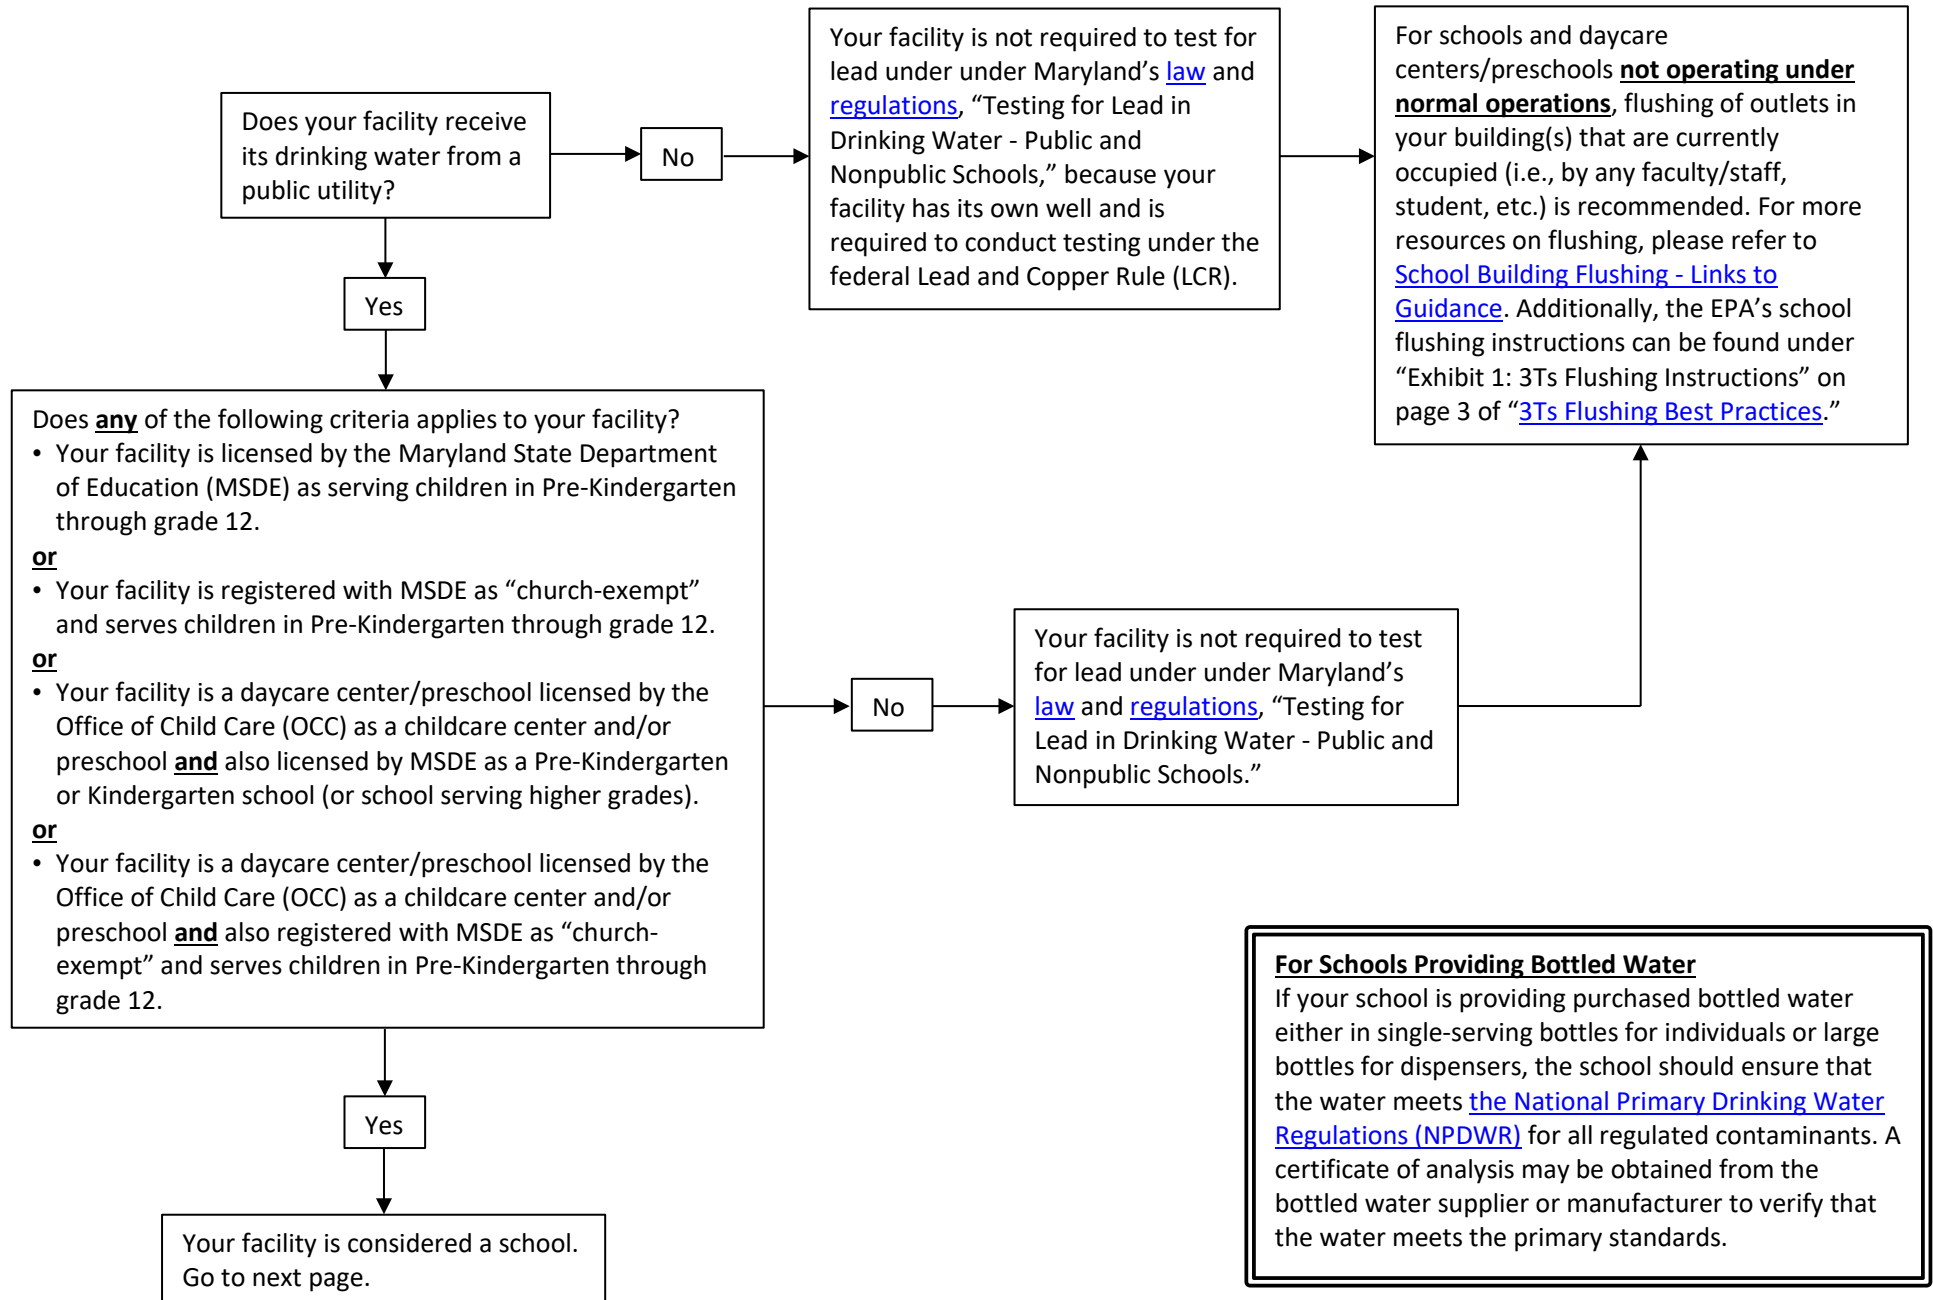 Does your facility receive
its drinking water from a
public utility?
No
Your facility is not required to test for
lead under under Maryland’s law and
regulations, “Testing for Lead in
Drinking Water - Public and
Nonpublic Schools,” because your
facility has its own well and is
required to conduct testing under the
federal Lead and Copper Rule (LCR).
For schools and daycare
centers/preschools not operating under
normal operations, flushing of outlets in
your building(s) that are currently
occupied (i.e., by any faculty/staff,
student, etc.) is recommended. For more
resources on flushing, please refer to
School Building Flushing - Links to
Guidance. Additionally, the EPA’s school
flushing instructions can be found under
“Exhibit 1: 3Ts Flushing Instructions” on
page 3 of “3Ts Flushing Best Practices.”
Yes
Does any of the following criteria applies to your facility?
• Your facility is licensed by the Maryland State Department
of Education (MSDE) as serving children in Pre-Kindergarten
through grade 12.
or
• Your facility is registered with MSDE as “church-exempt”
and serves children in Pre-Kindergarten through grade 12.
or
• Your facility is a daycare center/preschool licensed by the
Office of Child Care (OCC) as a childcare center and/or
preschool and also licensed by MSDE as a Pre-Kindergarten
or Kindergarten school (or school serving higher grades).
or
• Your facility is a daycare center/preschool licensed by the
Office of Child Care (OCC) as a childcare center and/or
preschool and also registered with MSDE as “church-
exempt” and serves children in Pre-Kindergarten through
grade 12.
No
Your facility is not required to test
for lead under under Maryland’s
law and regulations, “Testing for
Lead in Drinking Water - Public and
Nonpublic Schools.”
Yes
Your facility is considered a school.
Go to next page.
For Schools Providing Bottled Water
If your school is providing purchased bottled water
either in single-serving bottles for individuals or large
bottles for dispensers, the school should ensure that
the water meets the National Primary Drinking Water
Regulations (NPDWR) for all regulated contaminants. A
certificate of analysis may be obtained from the
bottled water supplier or manufacturer to verify that
the water meets the primary standards.